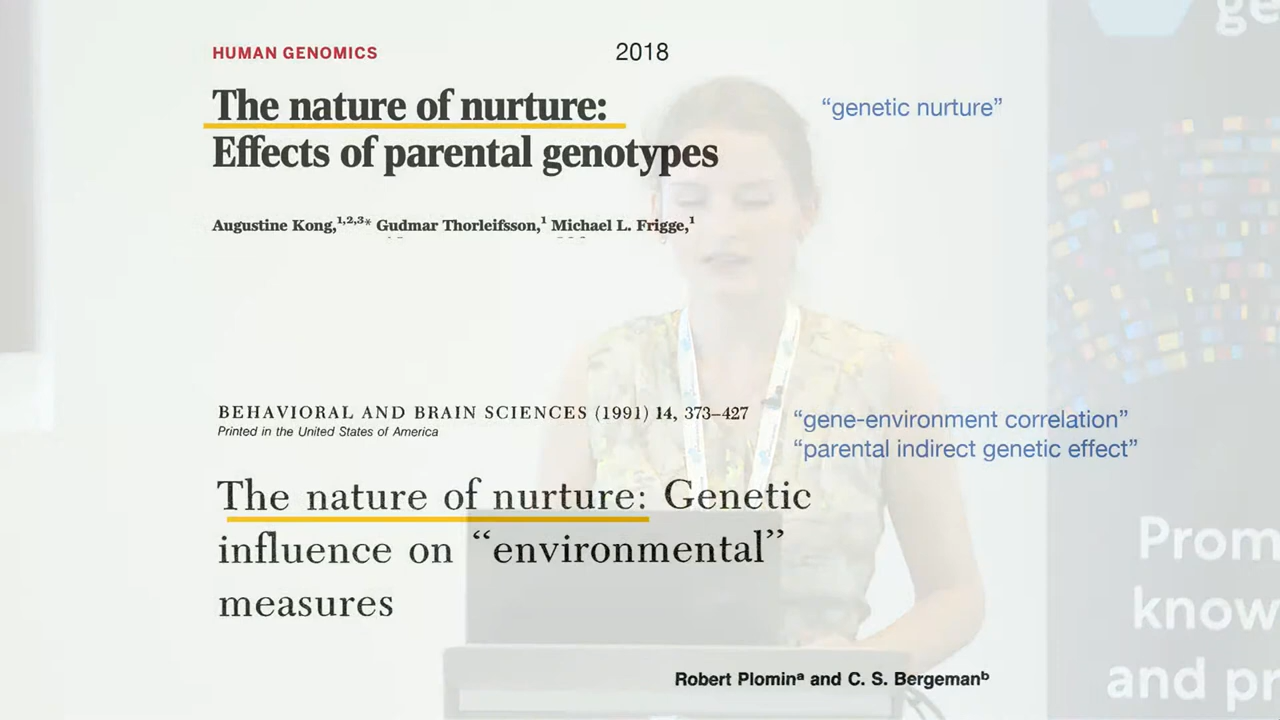 HUMAN GENOMICS
2018
The nature of nurture:
Effects of parental genotypes
“genetic nurture”
Augustine Kong,1,2,3* Gudmar Thorleifsson,1 Michael L. Frigge,1
BEHAVIORAL AND BRAIN SCIENCES (1991) 14, 373–427
Printed in the United States of America
“gene-environment correlation”
“parental indirect genetic effect”
The nature of nurture: Genetic
influence on “environmental”
measures
Robert Plominª and C. S. Bergemanᵇ
ge
Prom
know
and pr